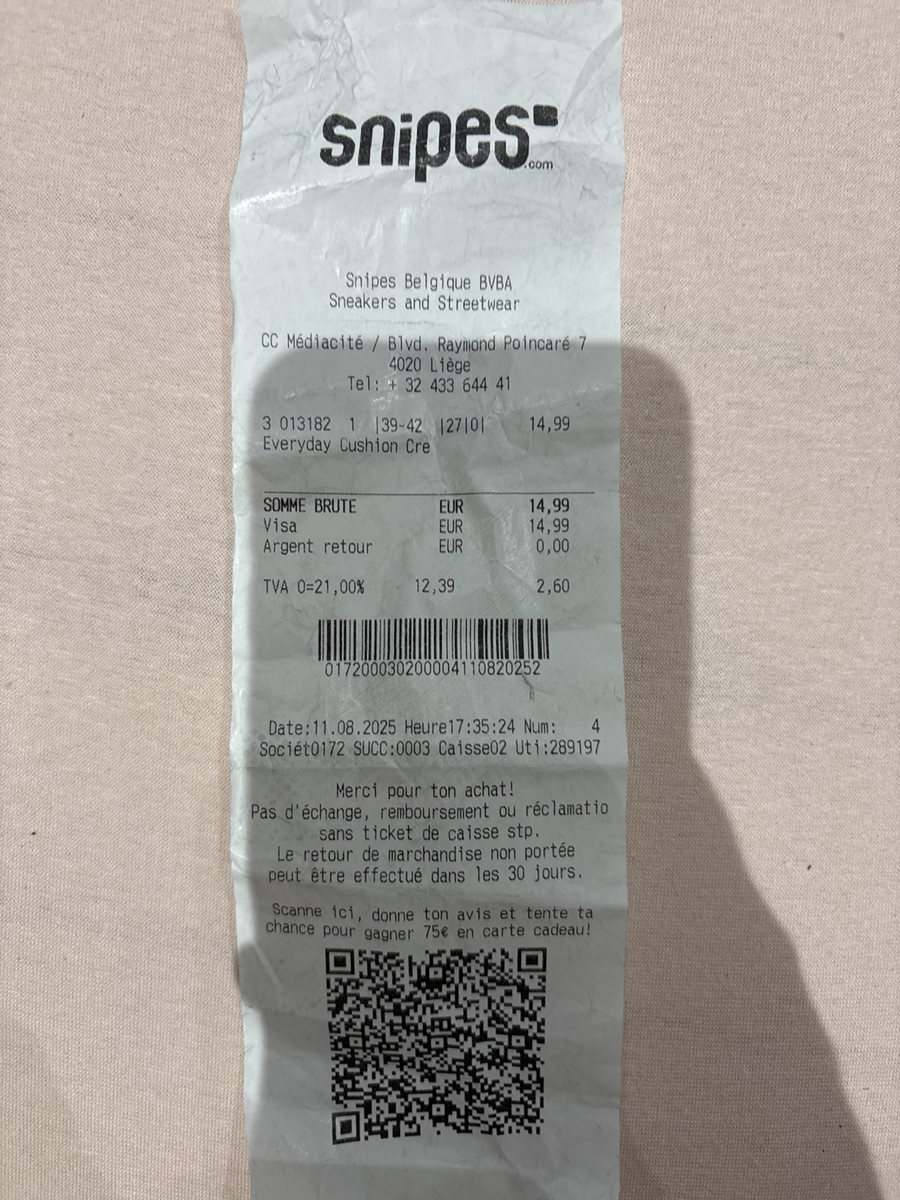 snipes
.com
Snipes Belgique BVBA
Sneakers and Streetwear
CC Médiacité / Blvd. Raymond Poincaré 7
4020 Liège
Tel: + 32 433 644 41
3 013182 1 |39-42 |27|0| 14,99
Everyday Cushion Cre
SOMME BRUTE EUR 14,99
Visa EUR 14,99
Argent retour EUR 0,00
TVA 0=21,00% 12,39 2,60
017200030200004110820252
Date:11.08.2025 Heure17:35:24 Num: 4
Sociét0172 SUCC:0003 Caisse02 Uti:289197
Merci pour ton achat!
Pas d'échange, remboursement ou réclamatio
sans ticket de caisse stp.
Le retour de marchandise non portée
peut être effectué dans les 30 jours.
Scanne ici, donne ton avis et tente ta
chance pour gagner 75€ en carte cadeau!